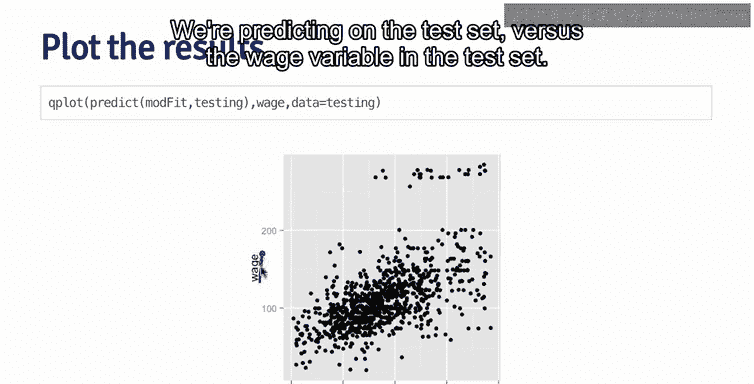 We're predicting on the test set, versus
the wage variable in the test set.
Plot the results
qplot(predict(modFit,testing),wage,data=testing)
200
wage
100